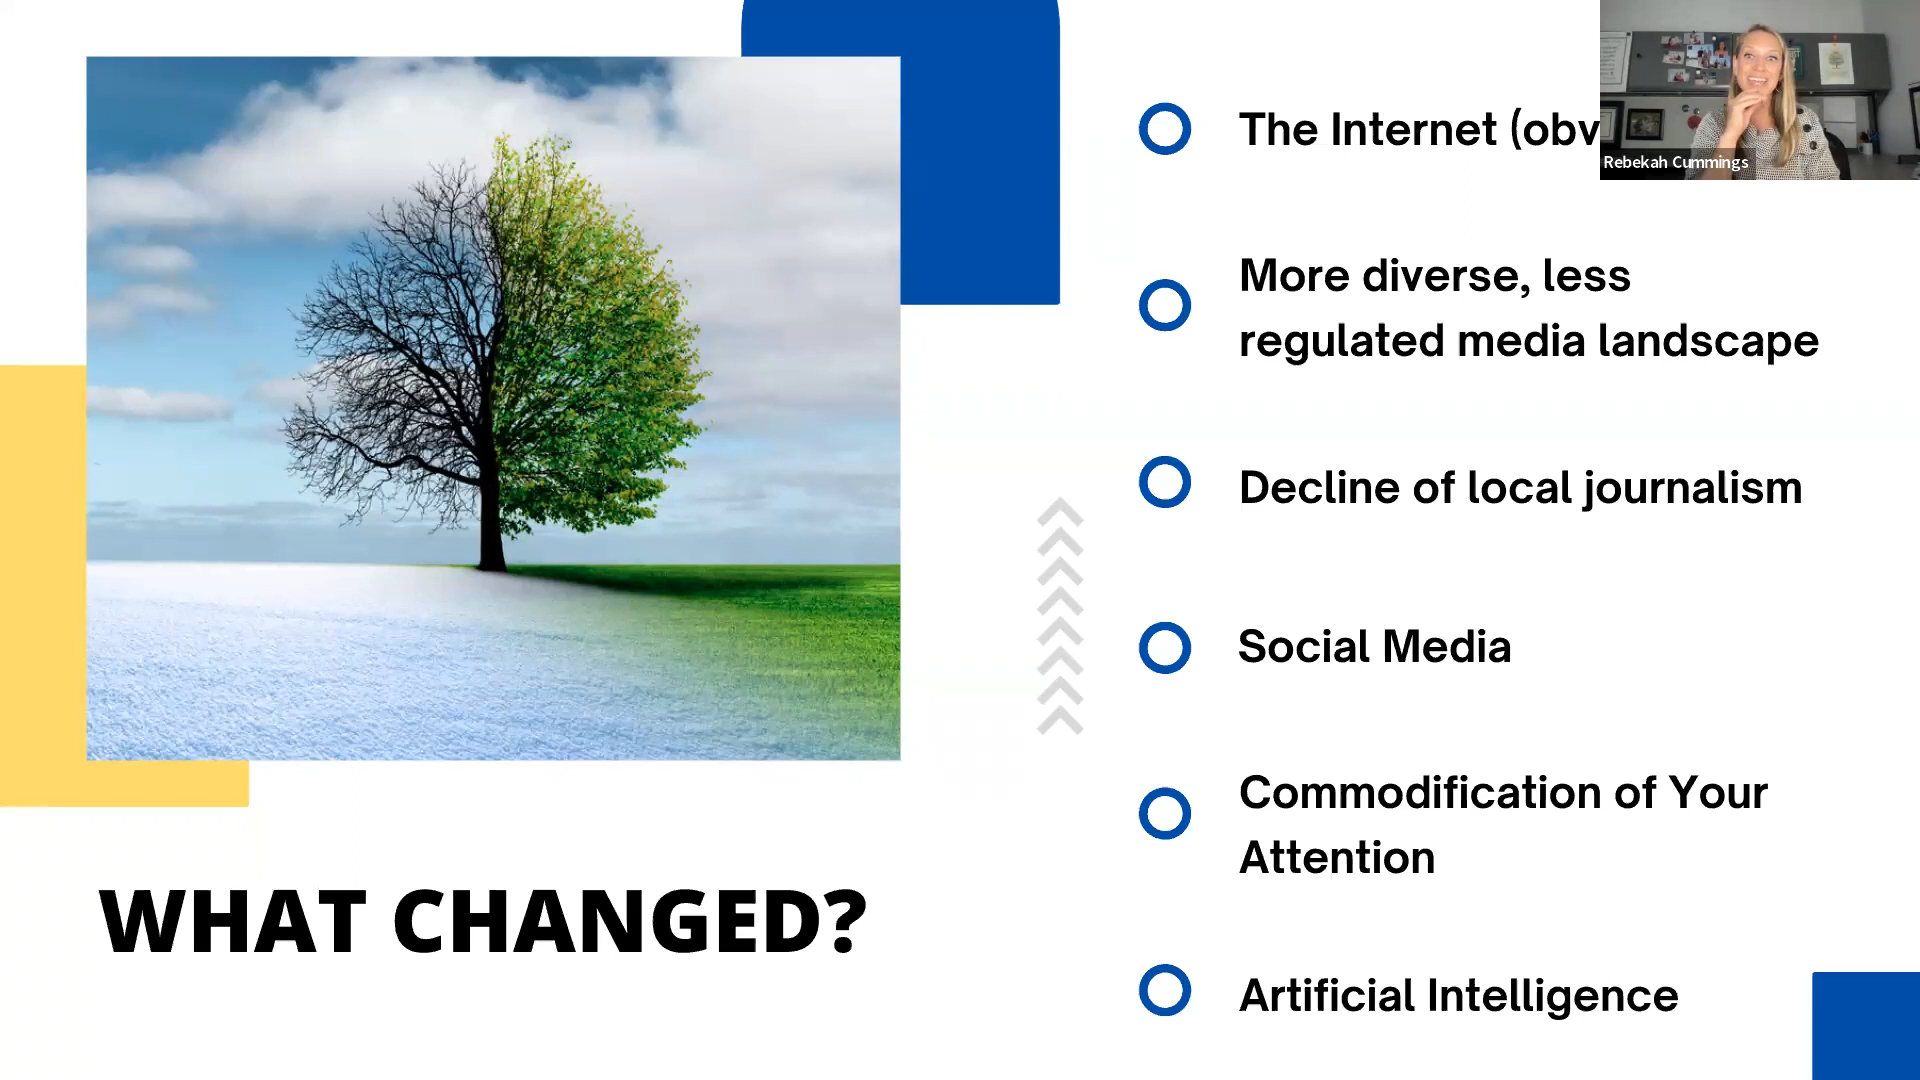 The Internet (obv
Rebekah Cummings
More diverse, less
regulated media landscape
Decline of local journalism
Social Media
Commodification of Your
Attention
WHAT CHANGED?
Artificial Intelligence